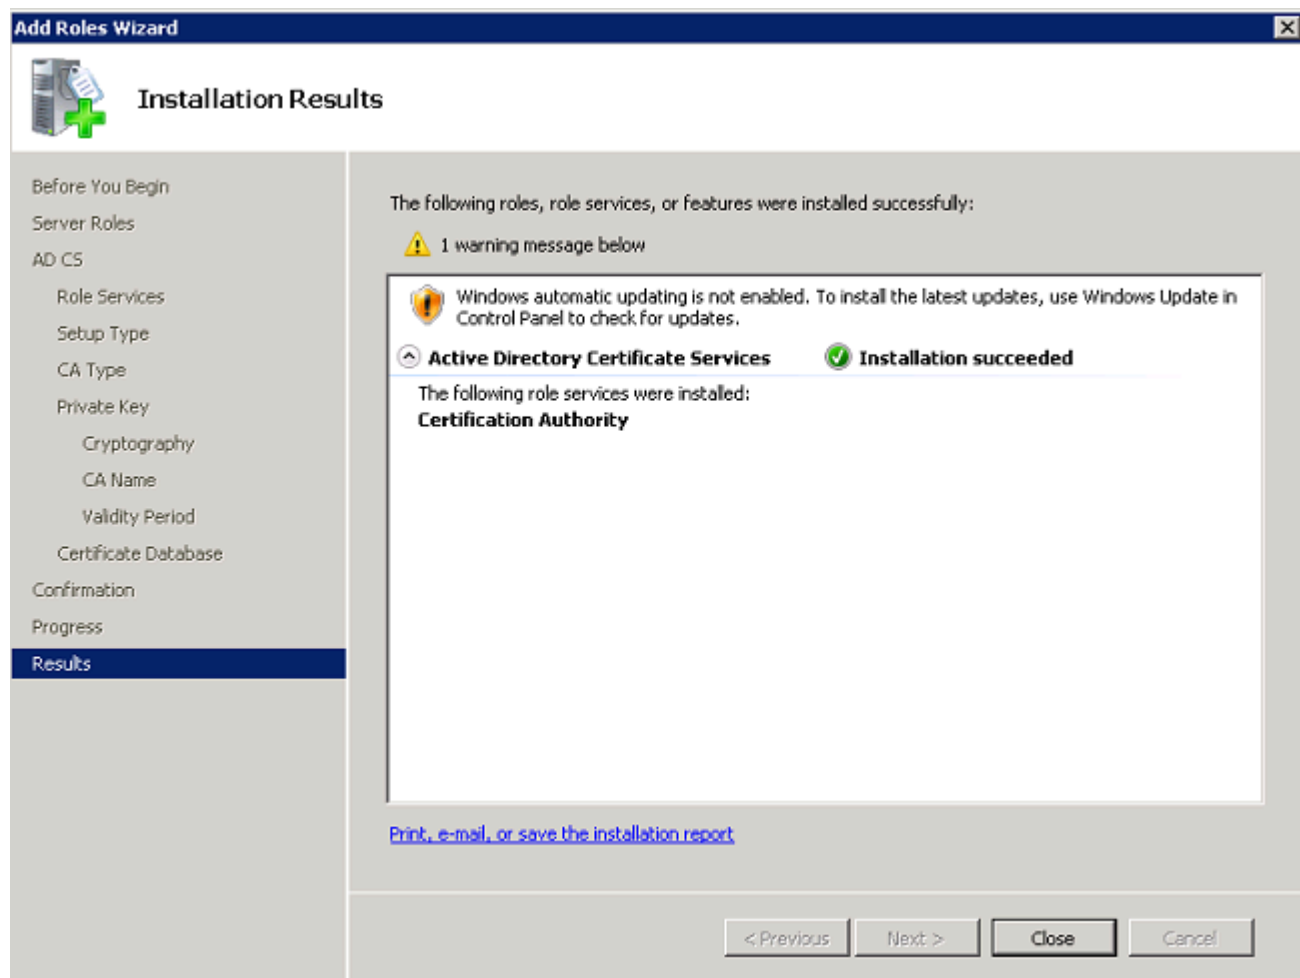 Add Roles Wizard
Installation Results
Before You Begin
Server Roles
AD CS
Role Services
Setup Type
CA Type
Private Key
Cryptography
CA Name
Validity Period
Certificate Database
Confirmation
Progress
Results
The following roles, role services, or features were installed successfully:
1 warning message below
Windows automatic updating is not enabled. To install the latest updates, use Windows Update in
Control Panel to check for updates.
Active Directory Certificate Services Installation succeeded
The following role services were installed:
Certification Authority
Print, e-mail, or save the installation report
< Previous Next > Close Cancel